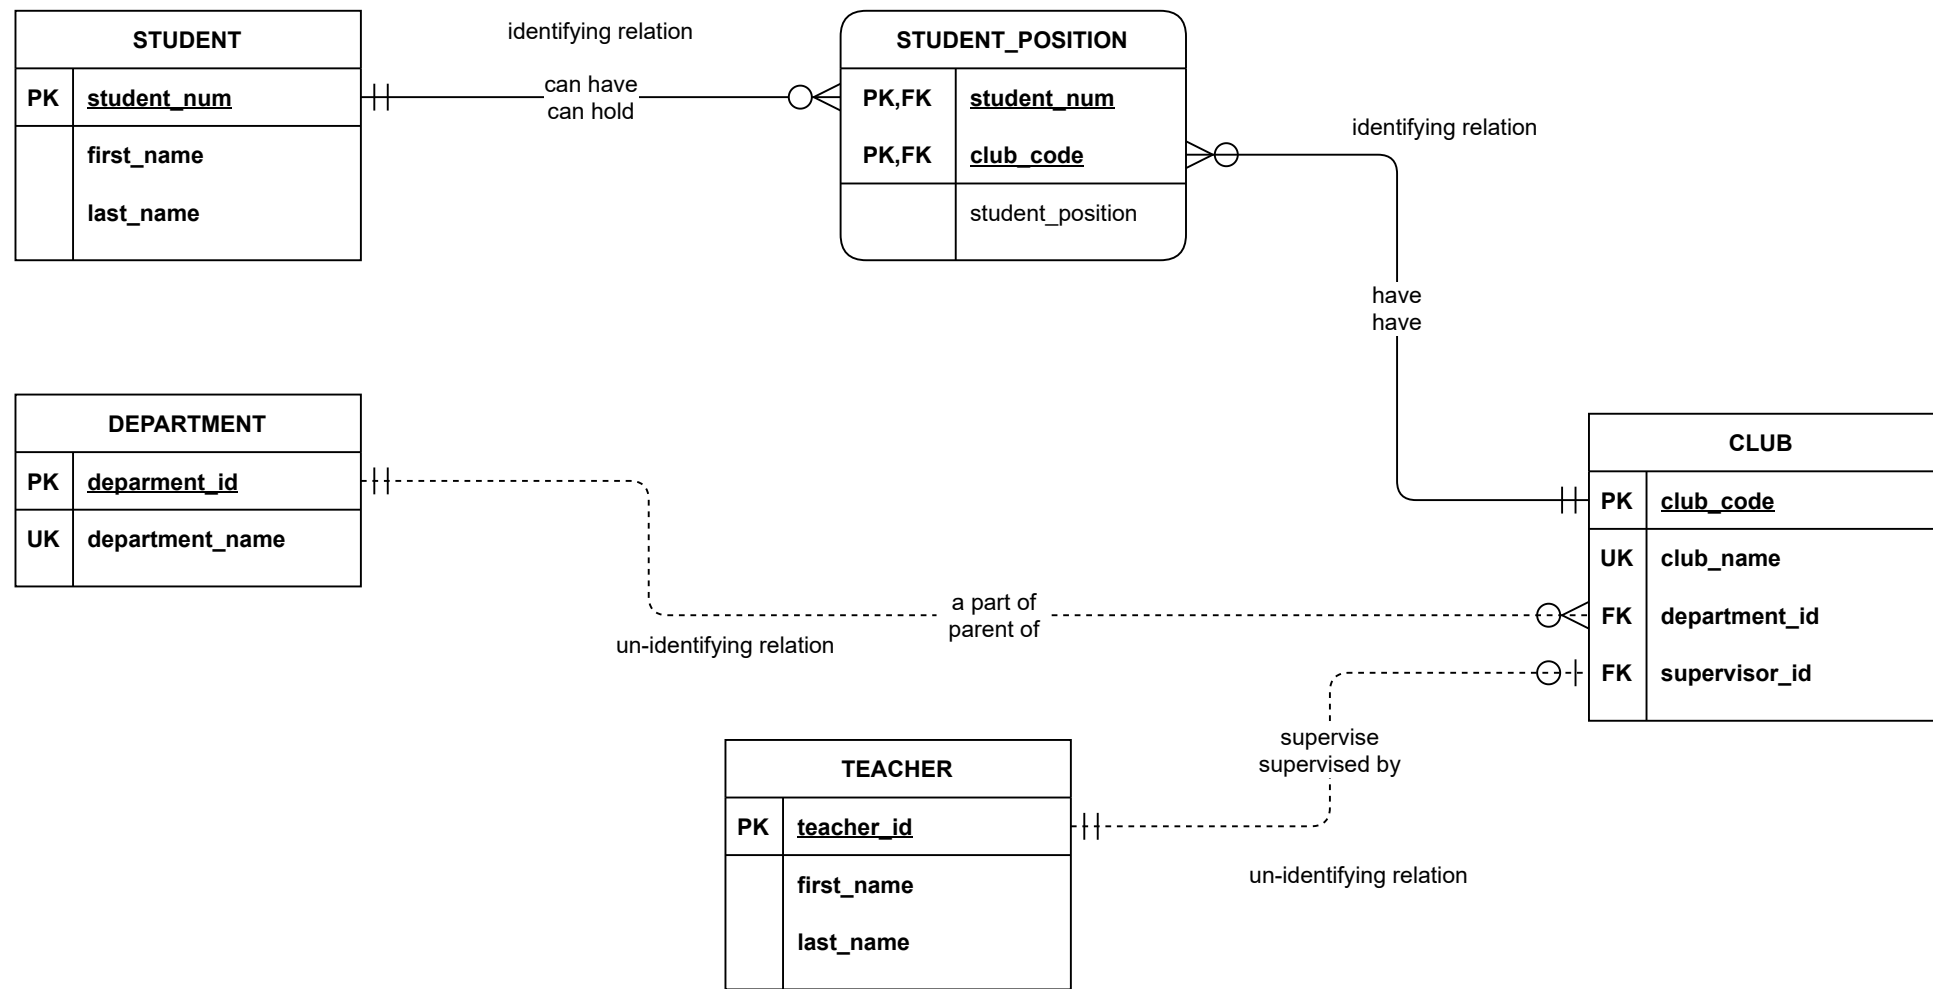 STUDENT
PK student_num
first_name
last_name
identifying relation
can have
can hold
STUDENT_POSITION
PK,FK student_num
PK,FK club_code
student_position
identifying relation
have
have
DEPARTMENT
PK deparment_id
UK department_name
un-identifying relation
a part of
parent of
CLUB
PK club_code
UK club_name
FK department_id
FK supervisor_id
supervise
supervised by
un-identifying relation
TEACHER
PK teacher_id
first_name
last_name